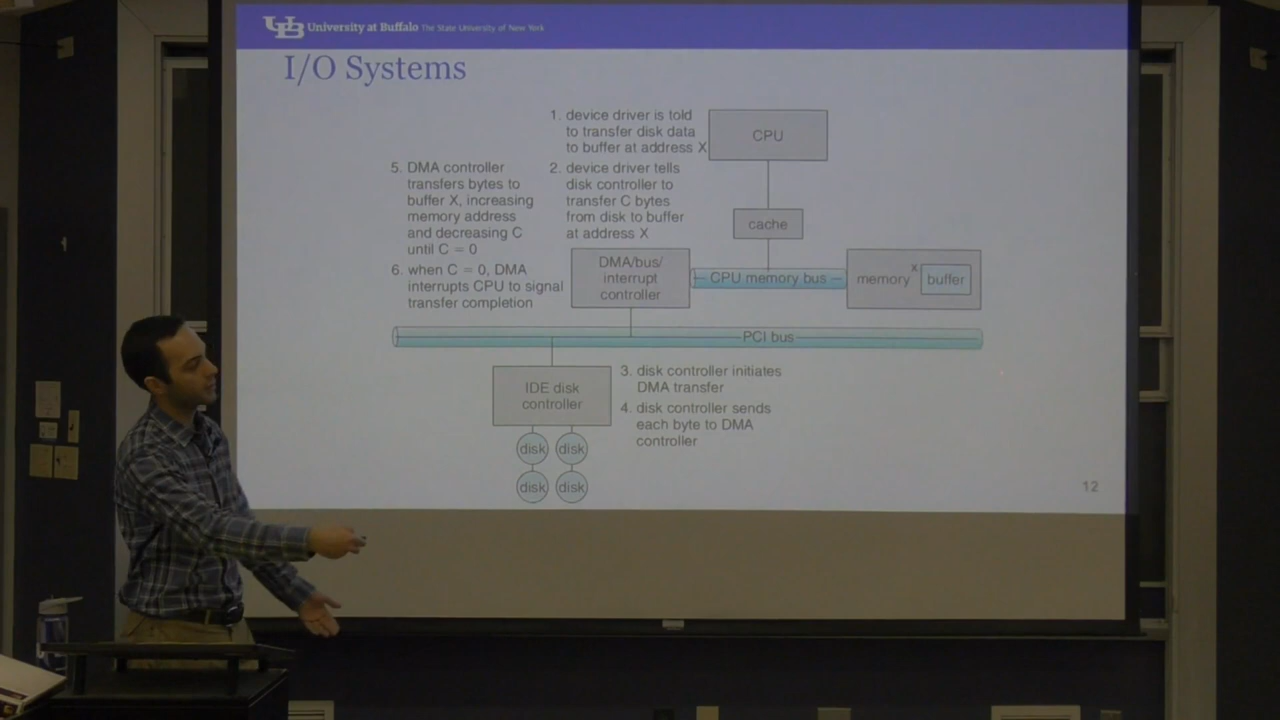 University at Buffalo The State University of New York
I/O Systems
1. device driver is told
to transfer disk data
to buffer at address X
2. device driver tells
disk controller to
transfer C bytes
from disk to buffer
at address X
5. DMA controller
transfers bytes to
buffer X, increasing
memory address
and decreasing C
until C = 0
6. when C = 0, DMA
interrupts CPU to signal
transfer completion
CPU
cache
DMA/bus/
interrupt
controller
CPU memory bus
memory
x
buffer
PCI bus
IDE disk
controller
3. disk controller initiates
DMA transfer
4. disk controller sends
each byte to DMA
controller
disk disk
disk disk
12